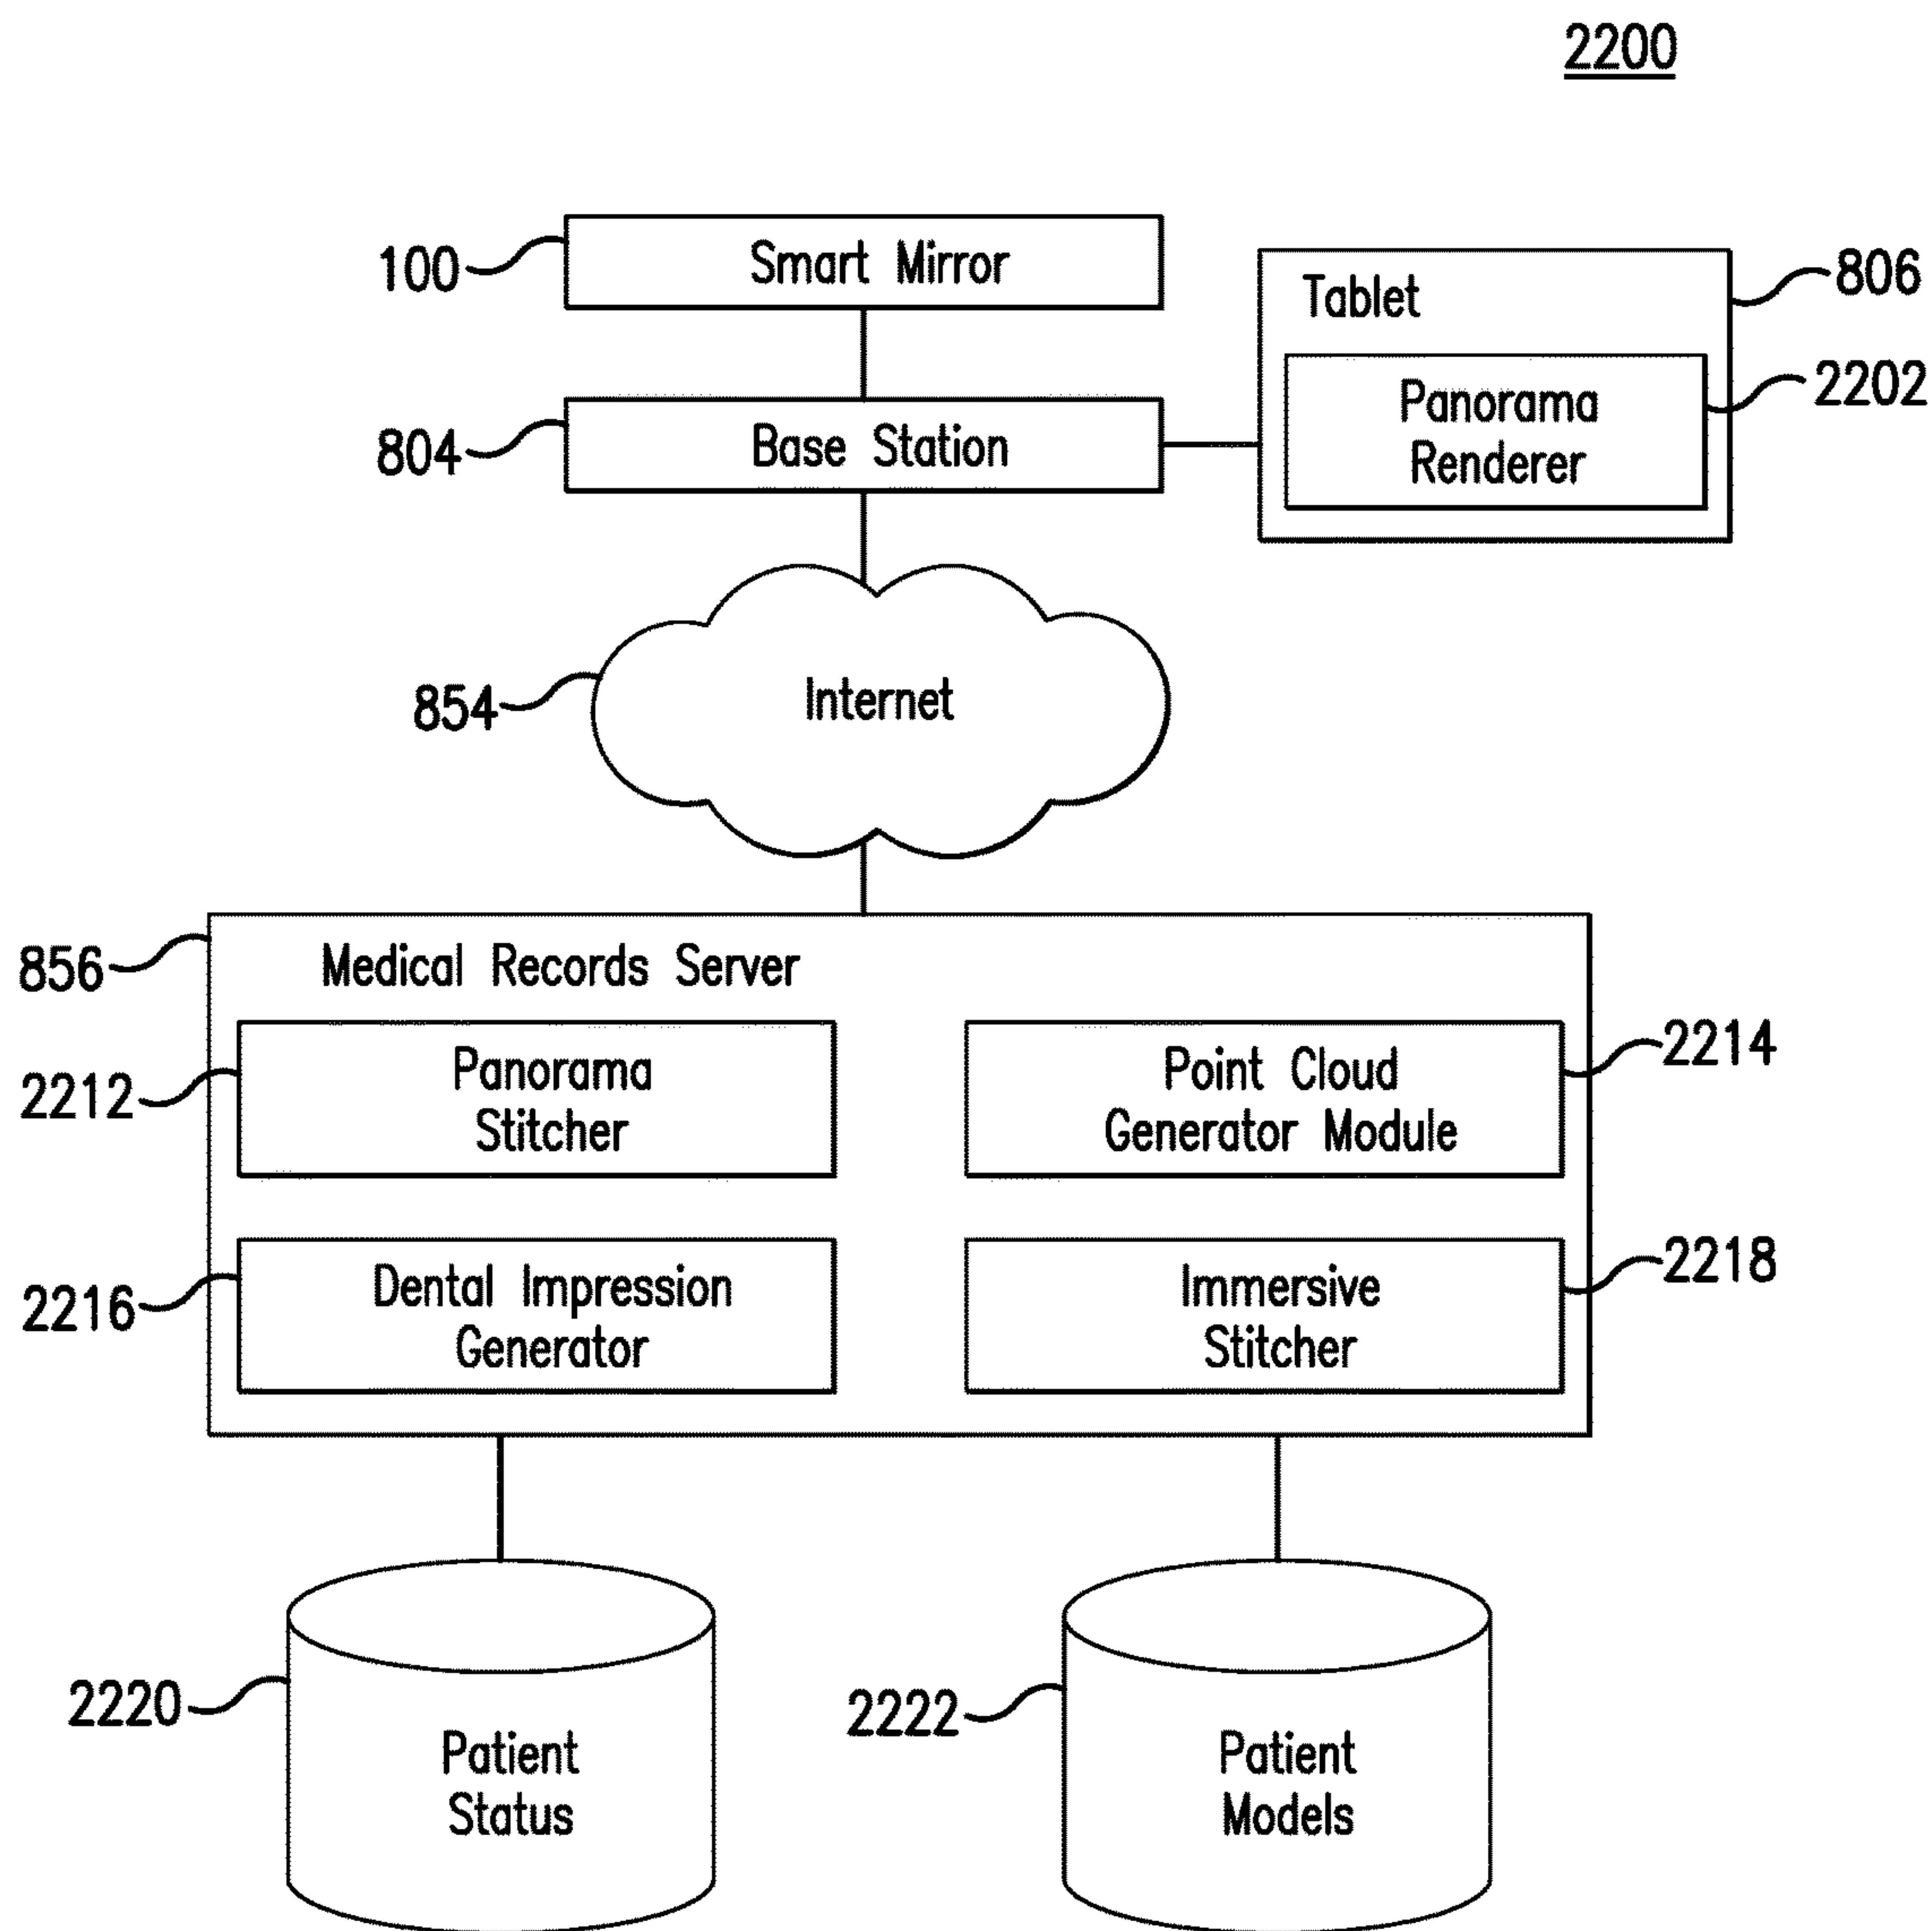 2200
100
Smart Mirror
Tablet
806
Panorama
Renderer
2202
804
Base Station
854
Internet
856
Medical Records Server
2212
Panorama
Stitcher
Point Cloud
Generator Module
2214
2216
Dental Impression
Generator
Immersive
Stitcher
2218
2220
Patient
Status
2222
Patient
Models